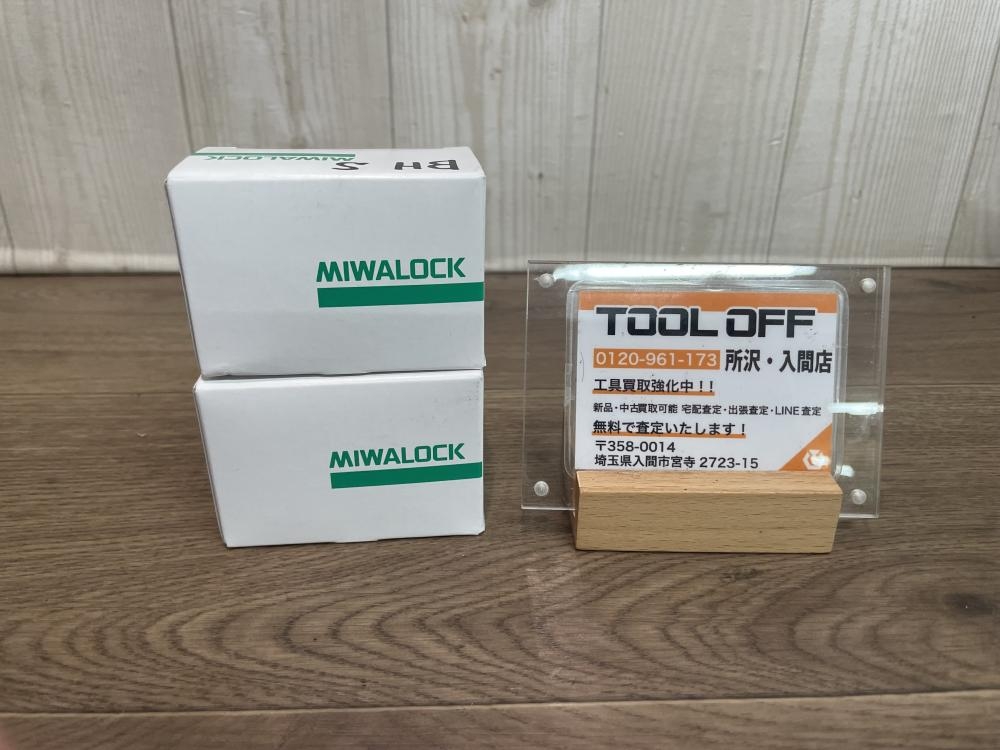 MIWALOCK
BH S
MIWALOCK
MIWALOCK
TOOL OFF
0120-961-173 所沢・入間店
工具買取強化中!!
新品・中古買取可能 宅配査定・出張査定・LINE査定
無料で査定いたします!
〒358-0014
埼玉県入間市宮寺 2723-15